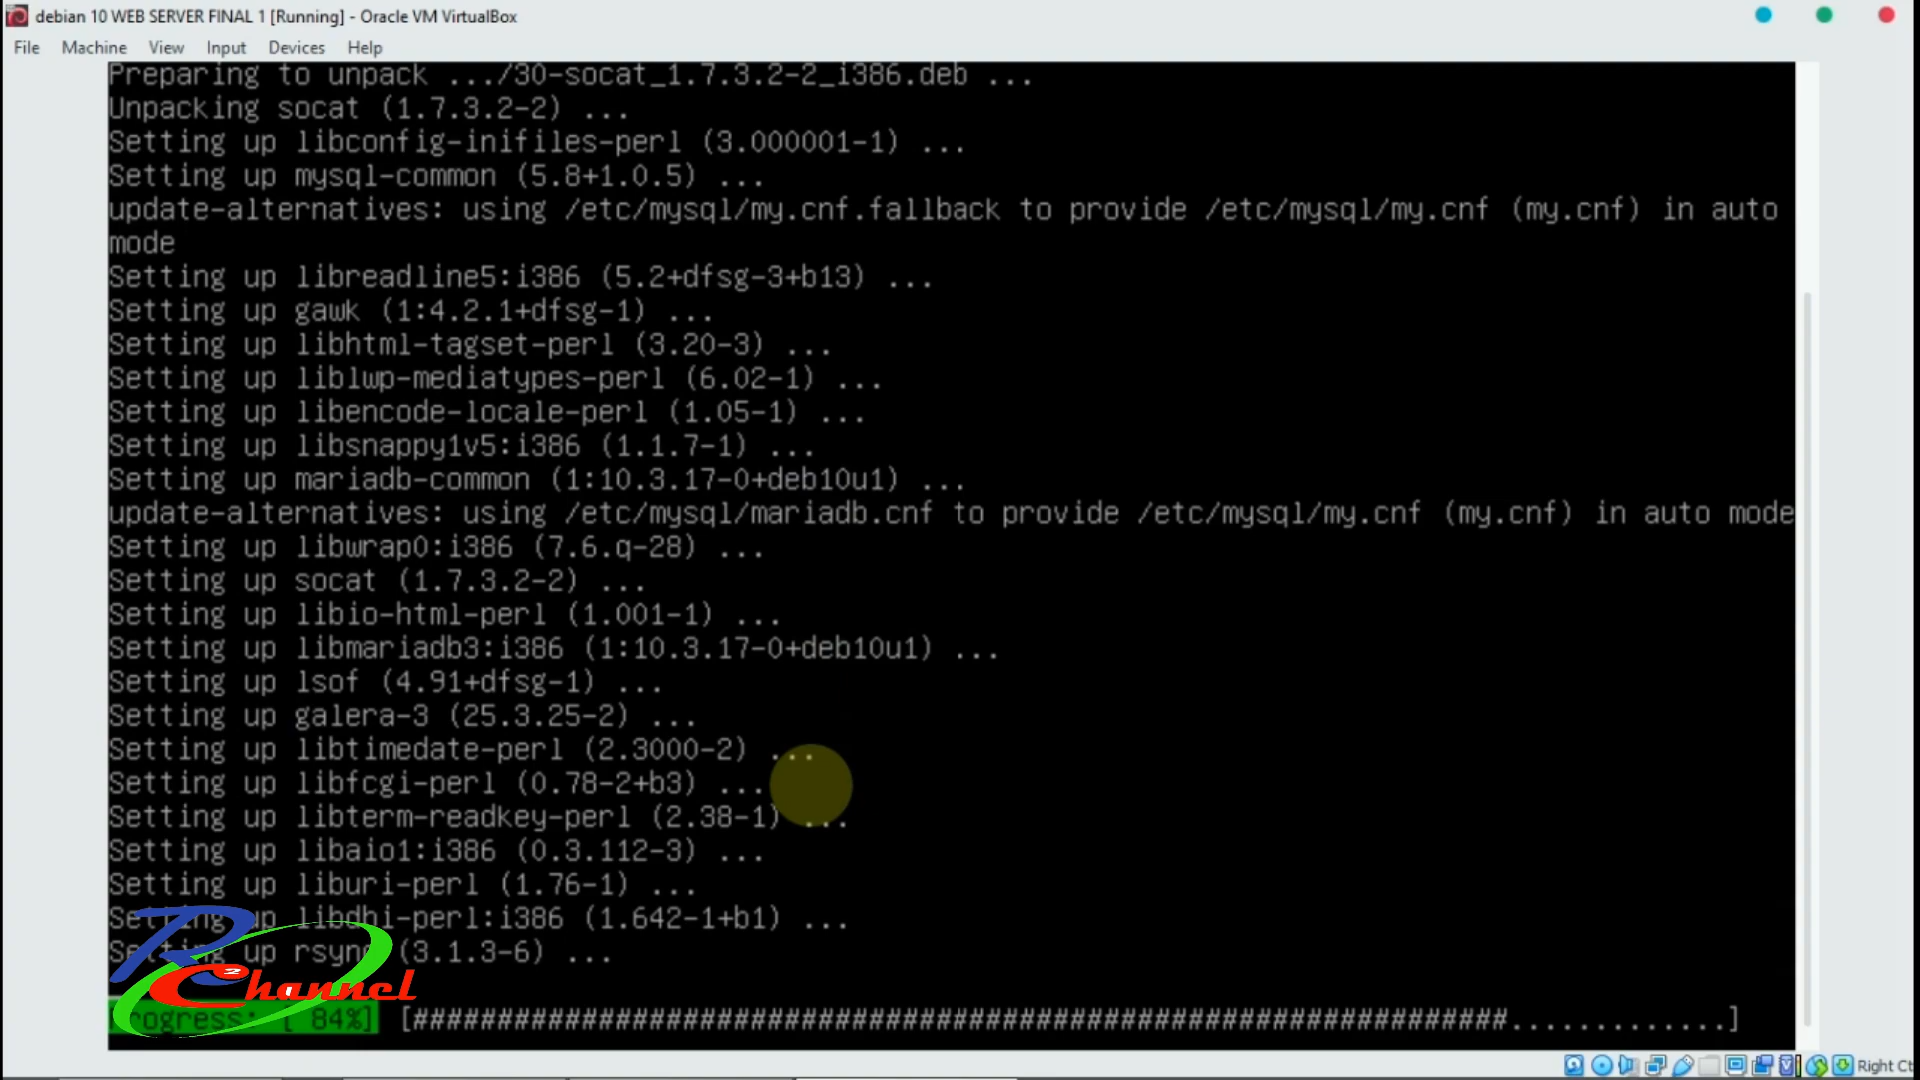 debian 10 WEB SERVER FINAL 1 [Running] - Oracle VM VirtualBox
File Machine View Input Devices Help
Preparing to unpack .../30-socat_1.7.3.2-2_i386.deb ...
Unpacking socat (1.7.3.2-2) ...
Setting up libconfig-inifiles-perl (3.000001-1) ...
Setting up mysql-common (5.8+1.0.5) ...
update-alternatives: using /etc/mysql/my.cnf.fallback to provide /etc/mysql/my.cnf (my.cnf) in auto
mode
Setting up libreadline5:i386 (5.2+dfsg-3+b13) ...
Setting up gawk (1:4.2.1+dfsg-1) ...
Setting up libhtml-tagset-perl (3.20-3) ...
Setting up liblwp-mediatypes-perl (6.02-1) ...
Setting up libencode-locale-perl (1.05-1) ...
Setting up libsnappy1v5:i386 (1.1.7-1) ...
Setting up mariadb-common (1:10.3.17-0+deb10u1) ...
update-alternatives: using /etc/mysql/mariadb.cnf to provide /etc/mysql/my.cnf (my.cnf) in auto mode
Setting up libwrap0:i386 (7.6.q-28) ...
Setting up socat (1.7.3.2-2) ...
Setting up libio-html-perl (1.001-1) ...
Setting up libmariadb3:i386 (1:10.3.17-0+deb10u1) ...
Setting up lsof (4.91+dfsg-1) ...
Setting up galera-3 (25.3.25-2) ...
Setting up libtimedate-perl (2.3000-2) ...
Setting up libfcgi-perl (0.78-2+b3) ...
Setting up libterm-readkey-perl (2.38-1) ...
Setting up libaio1:i386 (0.3.112-3) ...
Setting up liburi-perl (1.76-1) ...
Setting up libdbi-perl:i386 (1.642-1+b1) ...
Setting up rsync (3.1.3-6) ...
R2 Channel
Progress: [ 84%] [#################################################################.............]
Right Ct